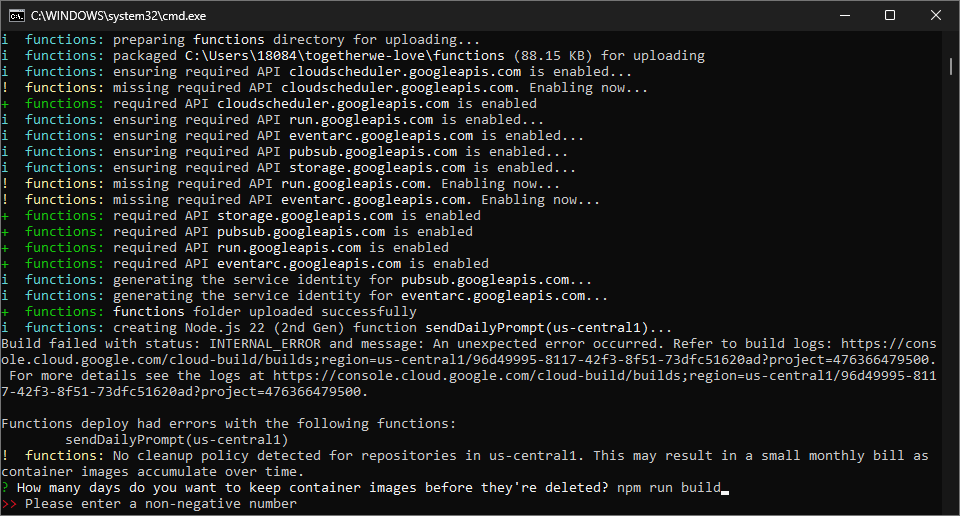 C:\WINDOWS\system32\cmd.exe
i  functions: preparing functions directory for uploading...
i  functions: packaged C:\Users\18084\togetherwe-love\functions (88.15 KB) for uploading
i  functions: ensuring required API cloudscheduler.googleapis.com is enabled...
!  functions: missing required API cloudscheduler.googleapis.com. Enabling now...
+  functions: required API cloudscheduler.googleapis.com is enabled
i  functions: ensuring required API run.googleapis.com is enabled...
i  functions: ensuring required API eventarc.googleapis.com is enabled...
i  functions: ensuring required API pubsub.googleapis.com is enabled...
i  functions: ensuring required API storage.googleapis.com is enabled...
!  functions: missing required API run.googleapis.com. Enabling now...
!  functions: missing required API eventarc.googleapis.com. Enabling now...
+  functions: required API storage.googleapis.com is enabled
+  functions: required API pubsub.googleapis.com is enabled
+  functions: required API run.googleapis.com is enabled
+  functions: required API eventarc.googleapis.com is enabled
i  functions: generating the service identity for pubsub.googleapis.com...
i  functions: generating the service identity for eventarc.googleapis.com...
+  functions: functions folder uploaded successfully
i  functions: creating Node.js 22 (2nd Gen) function sendDailyPrompt(us-central1)...
Build failed with status: INTERNAL_ERROR and message: An unexpected error occurred. Refer to build logs: https://cons
ole.cloud.google.com/cloud-build/builds;region=us-central1/96d49995-8117-42f3-8f51-73dfc51620ad?project=476366479500.
 For more details see the logs at https://console.cloud.google.com/cloud-build/builds;region=us-central1/96d49995-811
7-42f3-8f51-73dfc51620ad?project=476366479500.
Functions deploy had errors with the following functions:
        sendDailyPrompt(us-central1)
!  functions: No cleanup policy detected for repositories in us-central1. This may result in a small monthly bill as
container images accumulate over time.
? How many days do you want to keep container images before they're deleted? npm run build
>> Please enter a non-negative number